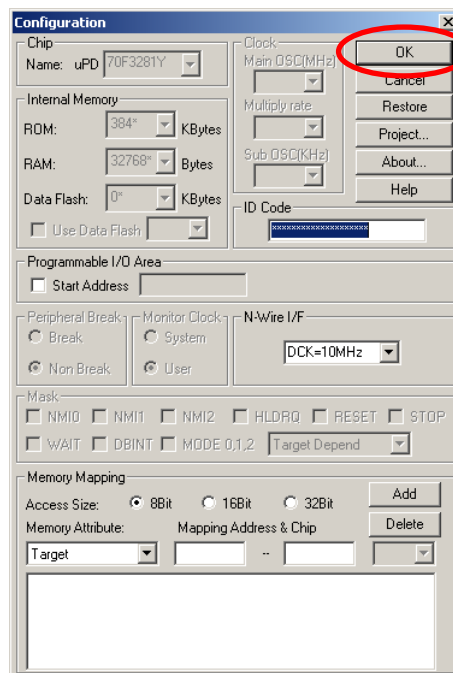 Configuration
Chip
Name: uPD 70F3281Y
Clock
Main OSC(MHz)
Multiply rate
Sub OSC(KHz)
OK
Cancel
Restore
Project...
About...
Help
Internal Memory
ROM: 384* KBytes
RAM: 32768* Bytes
Data Flash: 0* KBytes
Use Data Flash
ID Code
********************
Programmable I/O Area
Start Address
Peripheral Break
Break
Non Break
Monitor Clock
System
User
N-Wire I/F
DCK=10MHz
Mask
NMI0 NMI1 NMI2 HLDRQ RESET STOP
WAIT DBINT MODE 0,1,2 Target Depend
Memory Mapping
Access Size: 8Bit 16Bit 32Bit
Add
Memory Attribute: Mapping Address & Chip
Delete
Target --